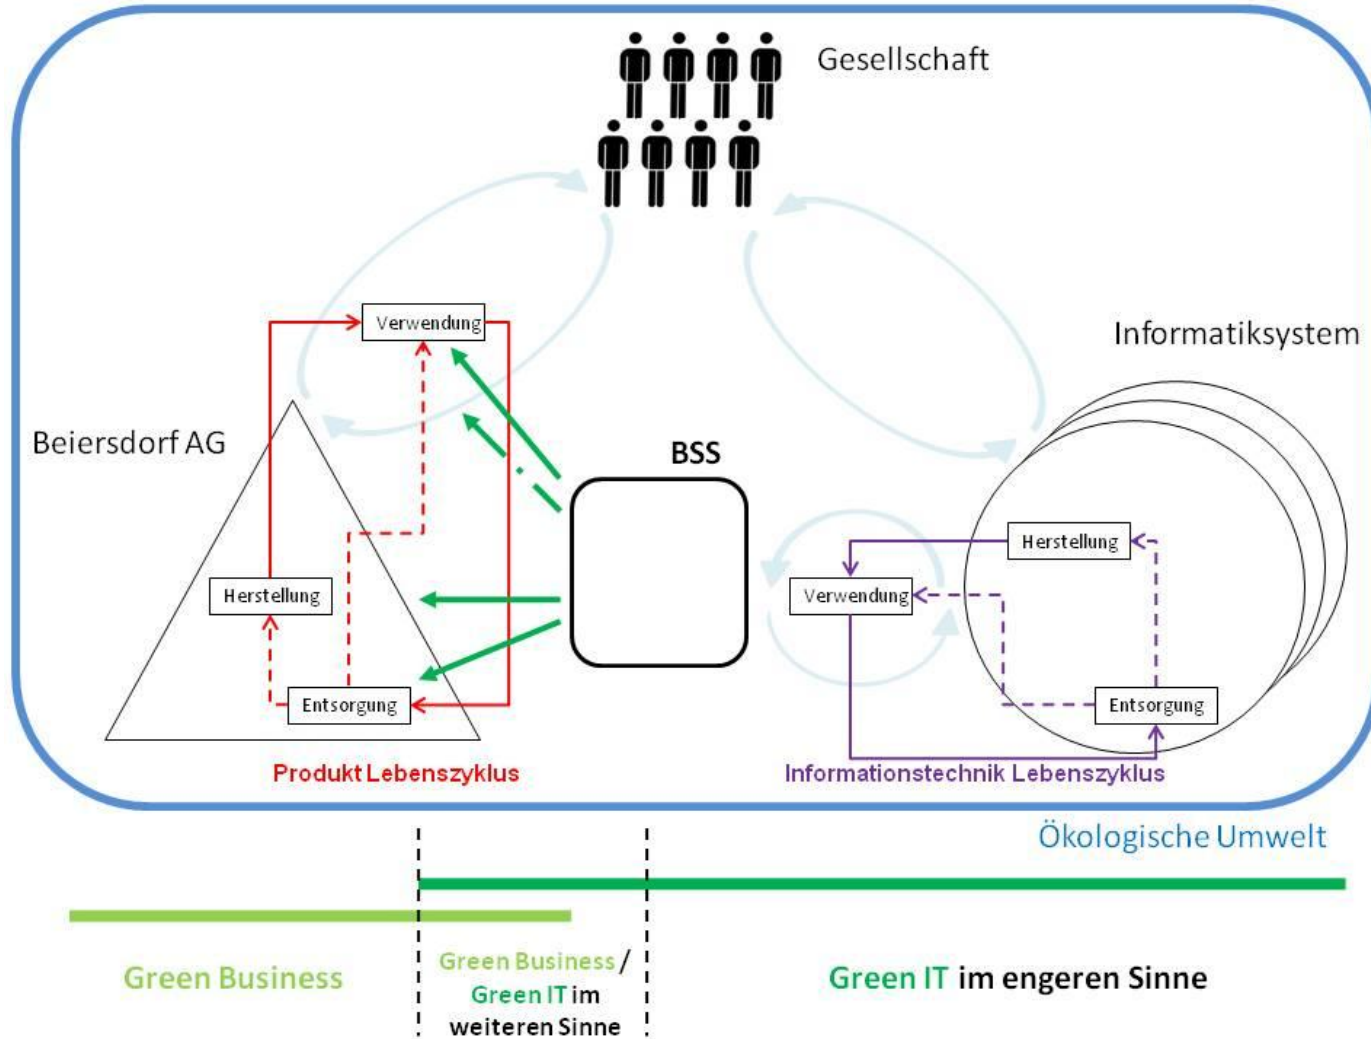 Gesellschaft
Verwendung
Informatiksystem
Beiersdorf AG
BSS
Herstellung
Herstellung
Verwendung
Entsorgung
Entsorgung
Produkt Lebenszyklus
Informationstechnik Lebenszyklus
Ökologische Umwelt
Green Business
Green Business /
Green IT im
weiteren Sinne
Green IT im engeren Sinne